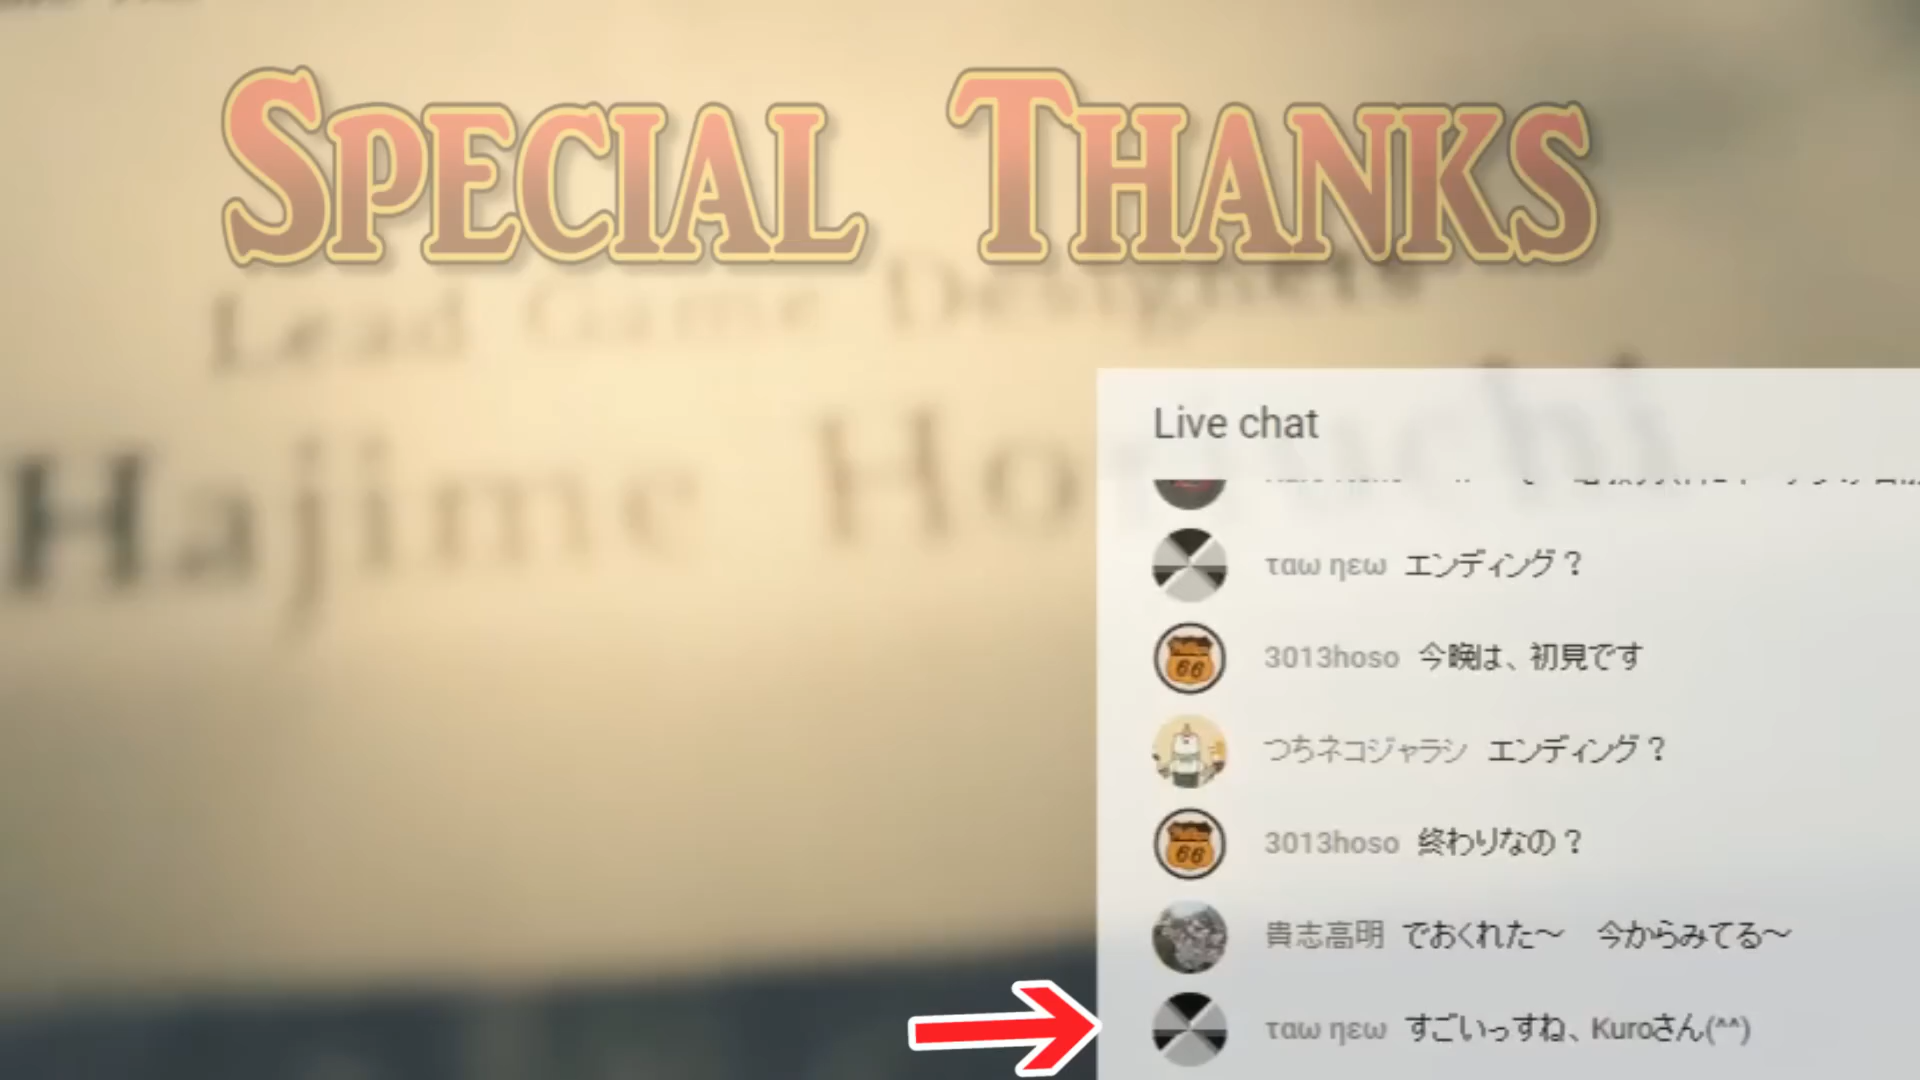 SPECIAL THANKS
Lead Game Designers
Hajime Horiuchi
Live chat
ταω ηεω エンディング？
3013hoso 今晩は、初見です
つちネコジャラシ エンディング？
3013hoso 終わりなの？
貴志高明 でおくれた～　今からみてる～
ταω ηεω すごいっすね、Kuroさん(^^)